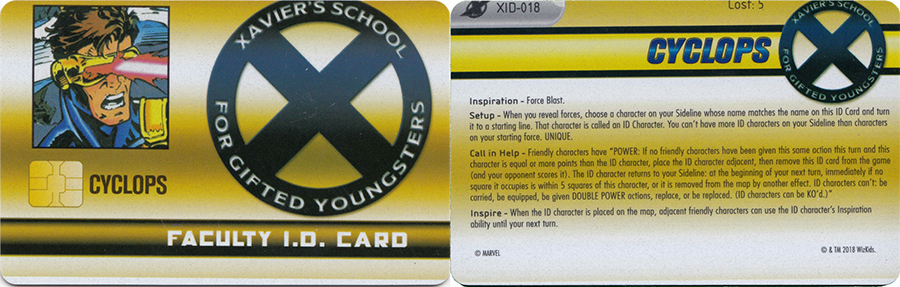 XAVIER'S SCHOOL
FOR GIFTED YOUNGSTERS
CYCLOPS
FACULTY I.D. CARD
XID-018
Cost: 5
CYCLOPS
XAVIER'S SCHOOL
FOR GIFTED YOUNGSTERS
Inspiration – Force Blast.
Setup – When you reveal forces, choose a character on your Sideline whose name matches the name on this ID Card and turn
it to a starting line. That character is called an ID Character. You can't have more ID characters on your Sideline than characters
on your starting force. UNIQUE.
Call in Help – Friendly characters have "POWER: If no friendly characters have been given this same action this turn and this
character is equal or more points than the ID character, place the ID character adjacent, then remove this ID card from the game
(and your opponent scores it). The ID character returns to your Sideline: at the beginning of your next turn, immediately if no
square it occupies is within 5 squares of this character, or it is removed from the map by another effect. ID characters can't: be
carried, be equipped, be given DOUBLE POWER actions, replace, or be replaced. (ID characters can be KO'd.)"
Inspire – When the ID character is placed on the map, adjacent friendly characters can use the ID character's Inspiration
ability until your next turn.
© MARVEL
© & TM 2018 WizKids.